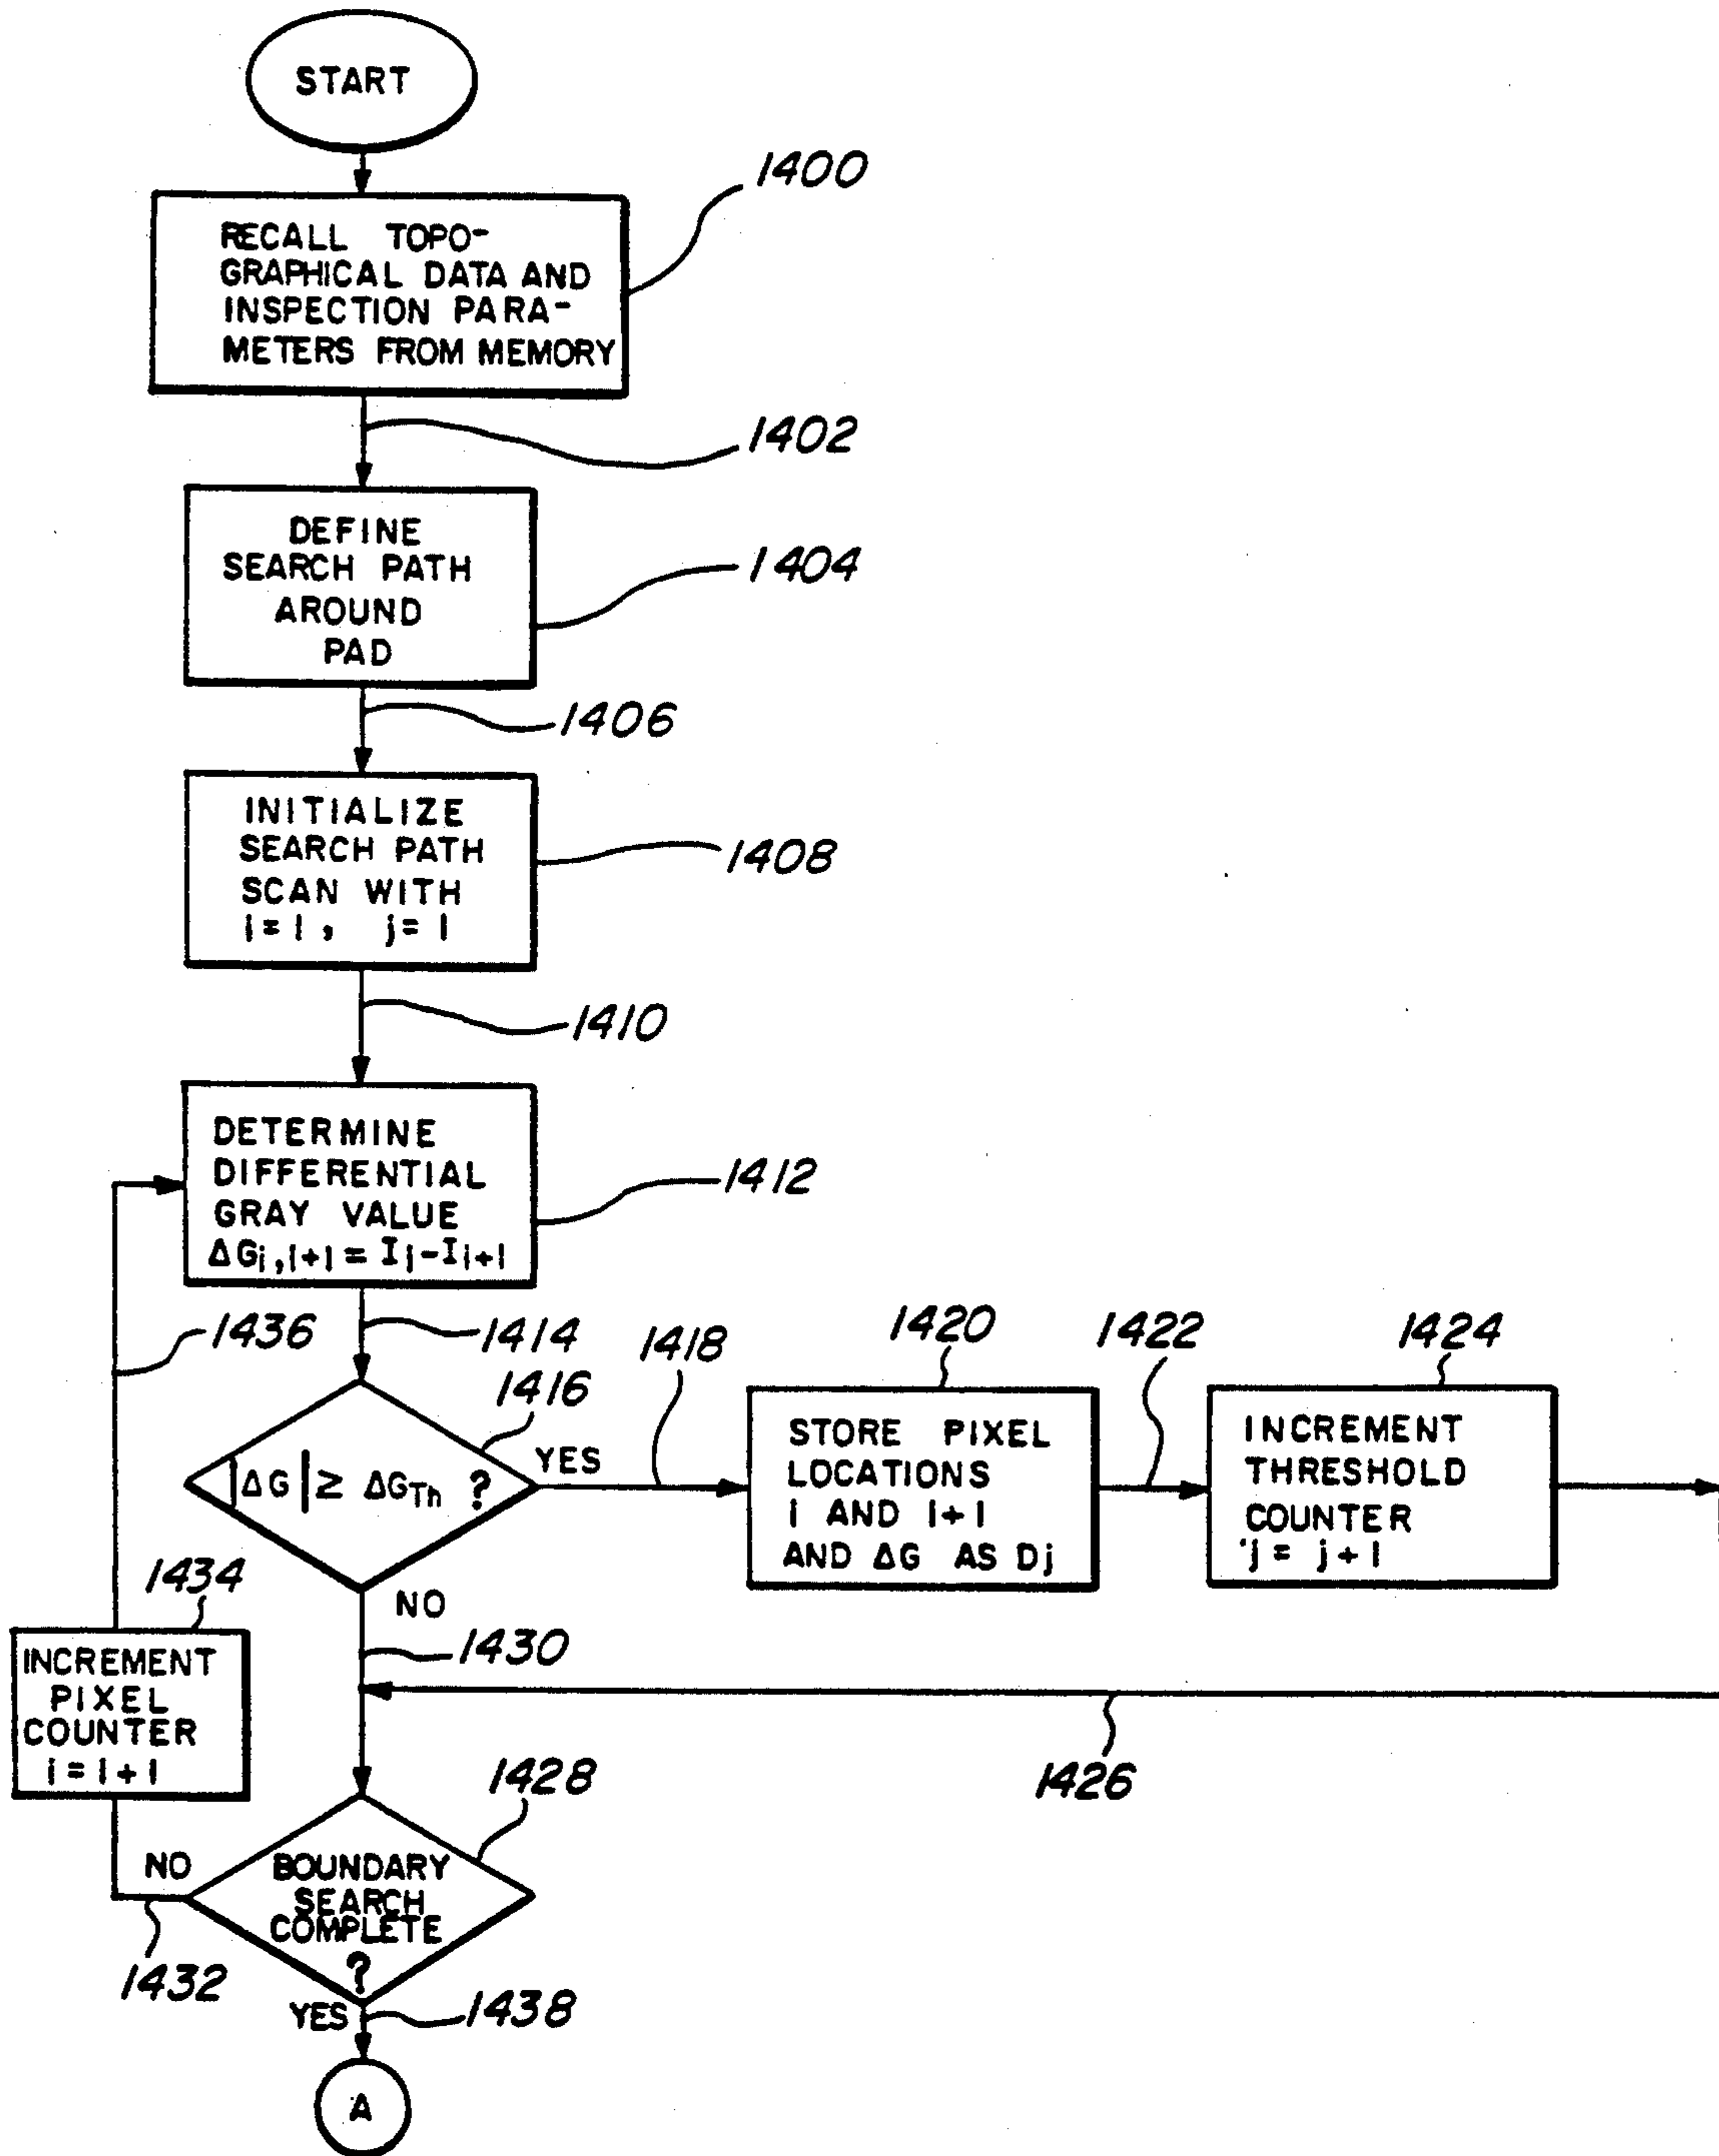 START
1400
RECALL TOPO-
GRAPHICAL DATA AND
INSPECTION PARA-
METERS FROM MEMORY
1402
DEFINE
SEARCH PATH
AROUND
PAD
1404
1406
INITIALIZE
SEARCH PATH
SCAN WITH
i = 1 , j = 1
1408
1410
DETERMINE
DIFFERENTIAL
GRAY VALUE
ΔGi,i+1 = Ii-Ii+1
1412
1436
1414
1416
|ΔG| ≥ ΔGTh ?
YES
1418
1420
STORE PIXEL
LOCATIONS
i AND i+1
AND ΔG AS Dj
1422
1424
INCREMENT
THRESHOLD
COUNTER
j = j+1
NO
1430
1426
1434
INCREMENT
PIXEL
COUNTER
i = i+1
1428
NO
BOUNDARY
SEARCH
COMPLETE
?
1432
YES
1438
A